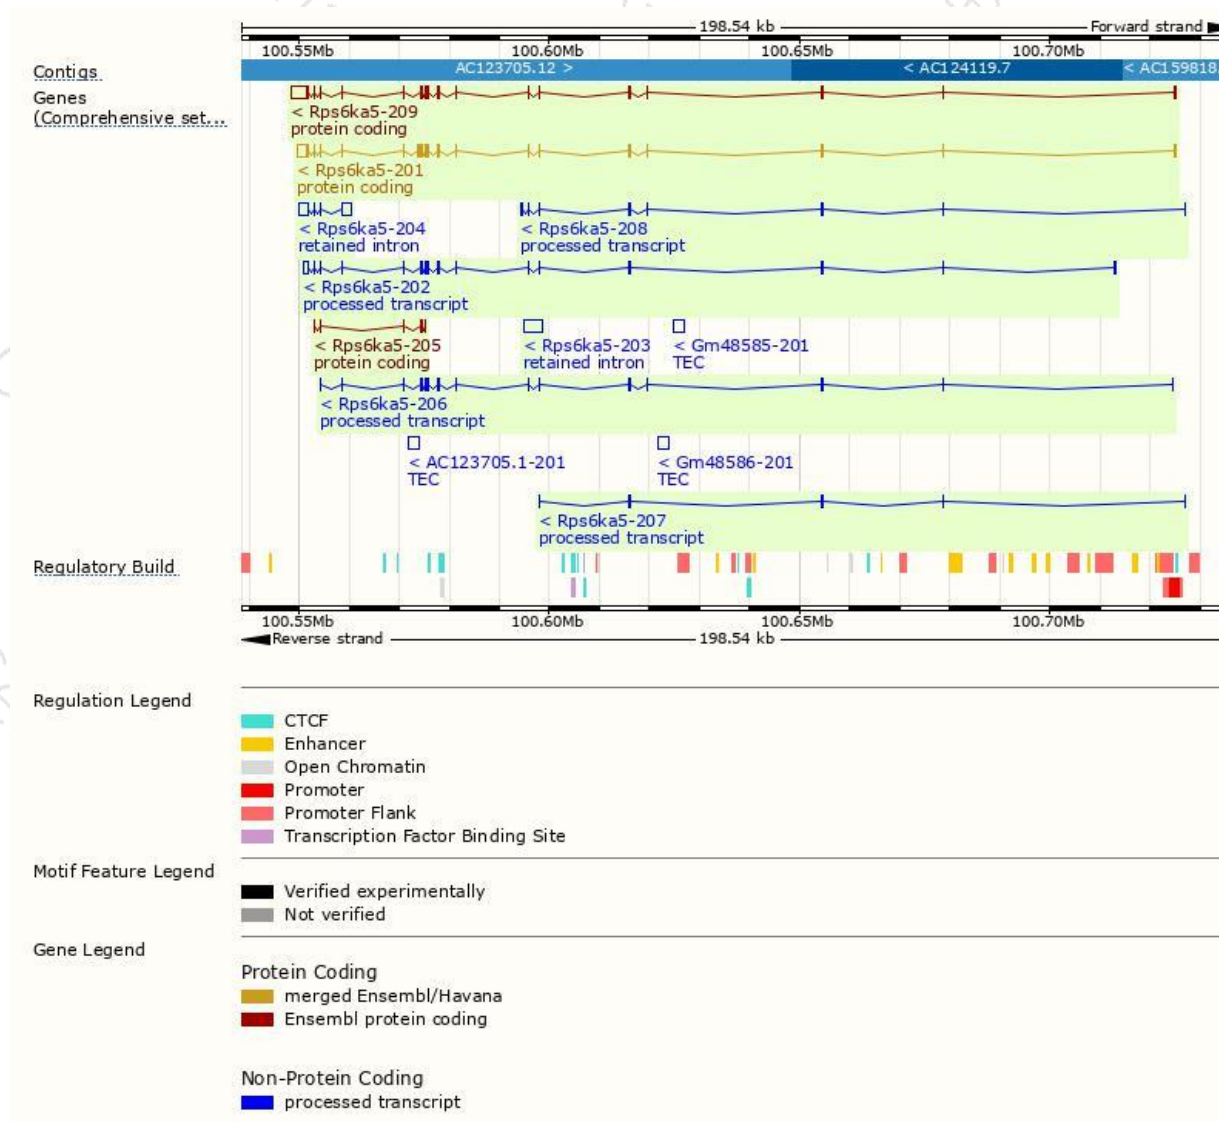 198.54 kb Forward strand
100.55Mb 100.60Mb 100.65Mb 100.70Mb
Contigs AC123705.12 > < AC124119.7 < AC159818
Genes
(Comprehensive set...
< Rps6ka5-209
protein coding
< Rps6ka5-201
protein coding
< Rps6ka5-204 < Rps6ka5-208
retained intron processed transcript
< Rps6ka5-202
processed transcript
< Rps6ka5-205 < Rps6ka5-203 < Gm48585-201
protein coding retained intron TEC
< Rps6ka5-206
processed transcript
< AC123705.1-201 < Gm48586-201
TEC TEC
< Rps6ka5-207
processed transcript
Regulatory Build
100.55Mb 100.60Mb 100.65Mb 100.70Mb
Reverse strand 198.54 kb
Regulation Legend
CTCF
Enhancer
Open Chromatin
Promoter
Promoter Flank
Transcription Factor Binding Site
Motif Feature Legend
Verified experimentally
Not verified
Gene Legend
Protein Coding
merged Ensembl/Havana
Ensembl protein coding
Non-Protein Coding
processed transcript